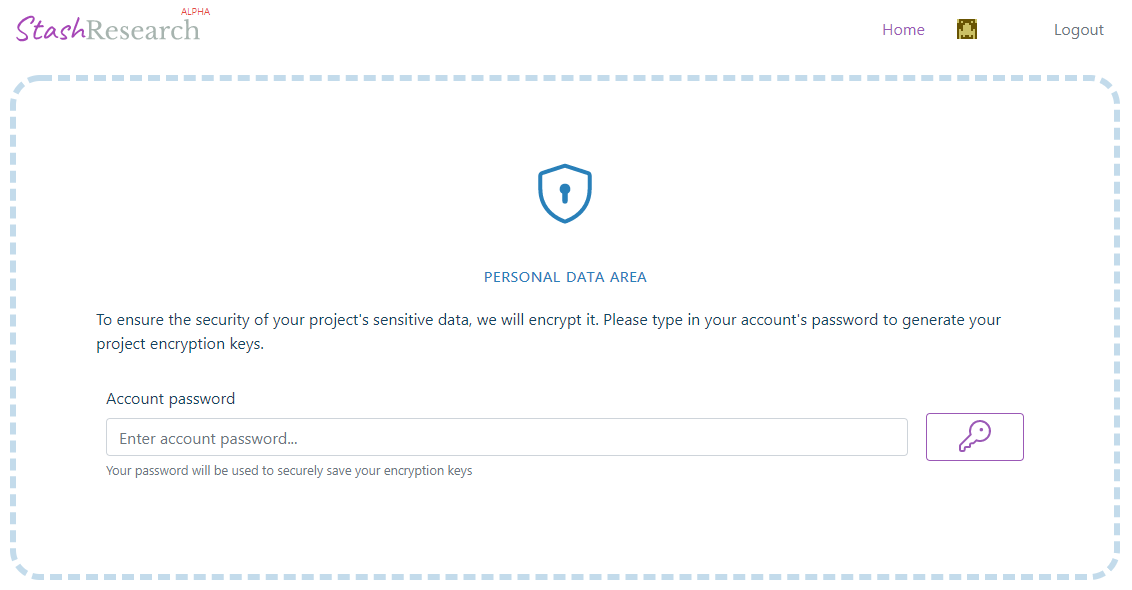 ALPHA
StashResearch
Home
Logout
PERSONAL DATA AREA
To ensure the security of your project's sensitive data, we will encrypt it. Please type in your account's password to generate your
project encryption keys.
Account password
Enter account password...
Your password will be used to securely save your encryption keys